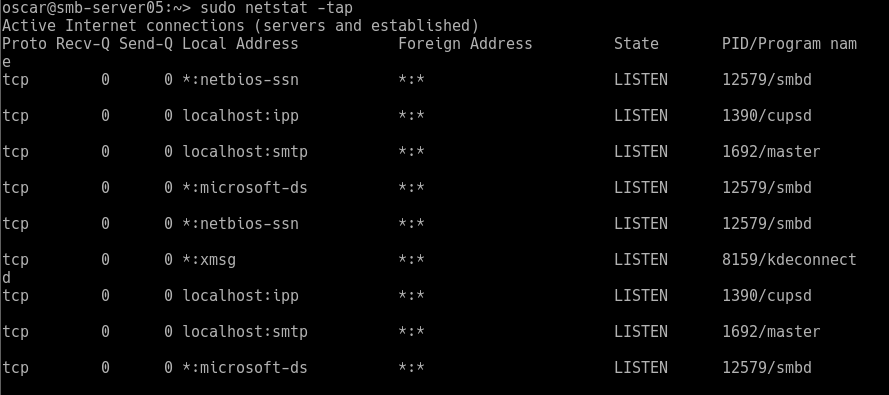 oscar@smb-server05:~> sudo netstat -tap
Active Internet connections (servers and established)
Proto Recv-Q Send-Q Local Address           Foreign Address         State       PID/Program nam
e
tcp        0      0 *:netbios-ssn           *:*                     LISTEN      12579/smbd
tcp        0      0 localhost:ipp           *:*                     LISTEN      1390/cupsd
tcp        0      0 localhost:smtp          *:*                     LISTEN      1692/master
tcp        0      0 *:microsoft-ds          *:*                     LISTEN      12579/smbd
tcp        0      0 *:netbios-ssn           *:*                     LISTEN      12579/smbd
tcp        0      0 *:xmsg                  *:*                     LISTEN      8159/kdeconnect
d
tcp        0      0 localhost:ipp           *:*                     LISTEN      1390/cupsd
tcp        0      0 localhost:smtp          *:*                     LISTEN      1692/master
tcp        0      0 *:microsoft-ds          *:*                     LISTEN      12579/smbd